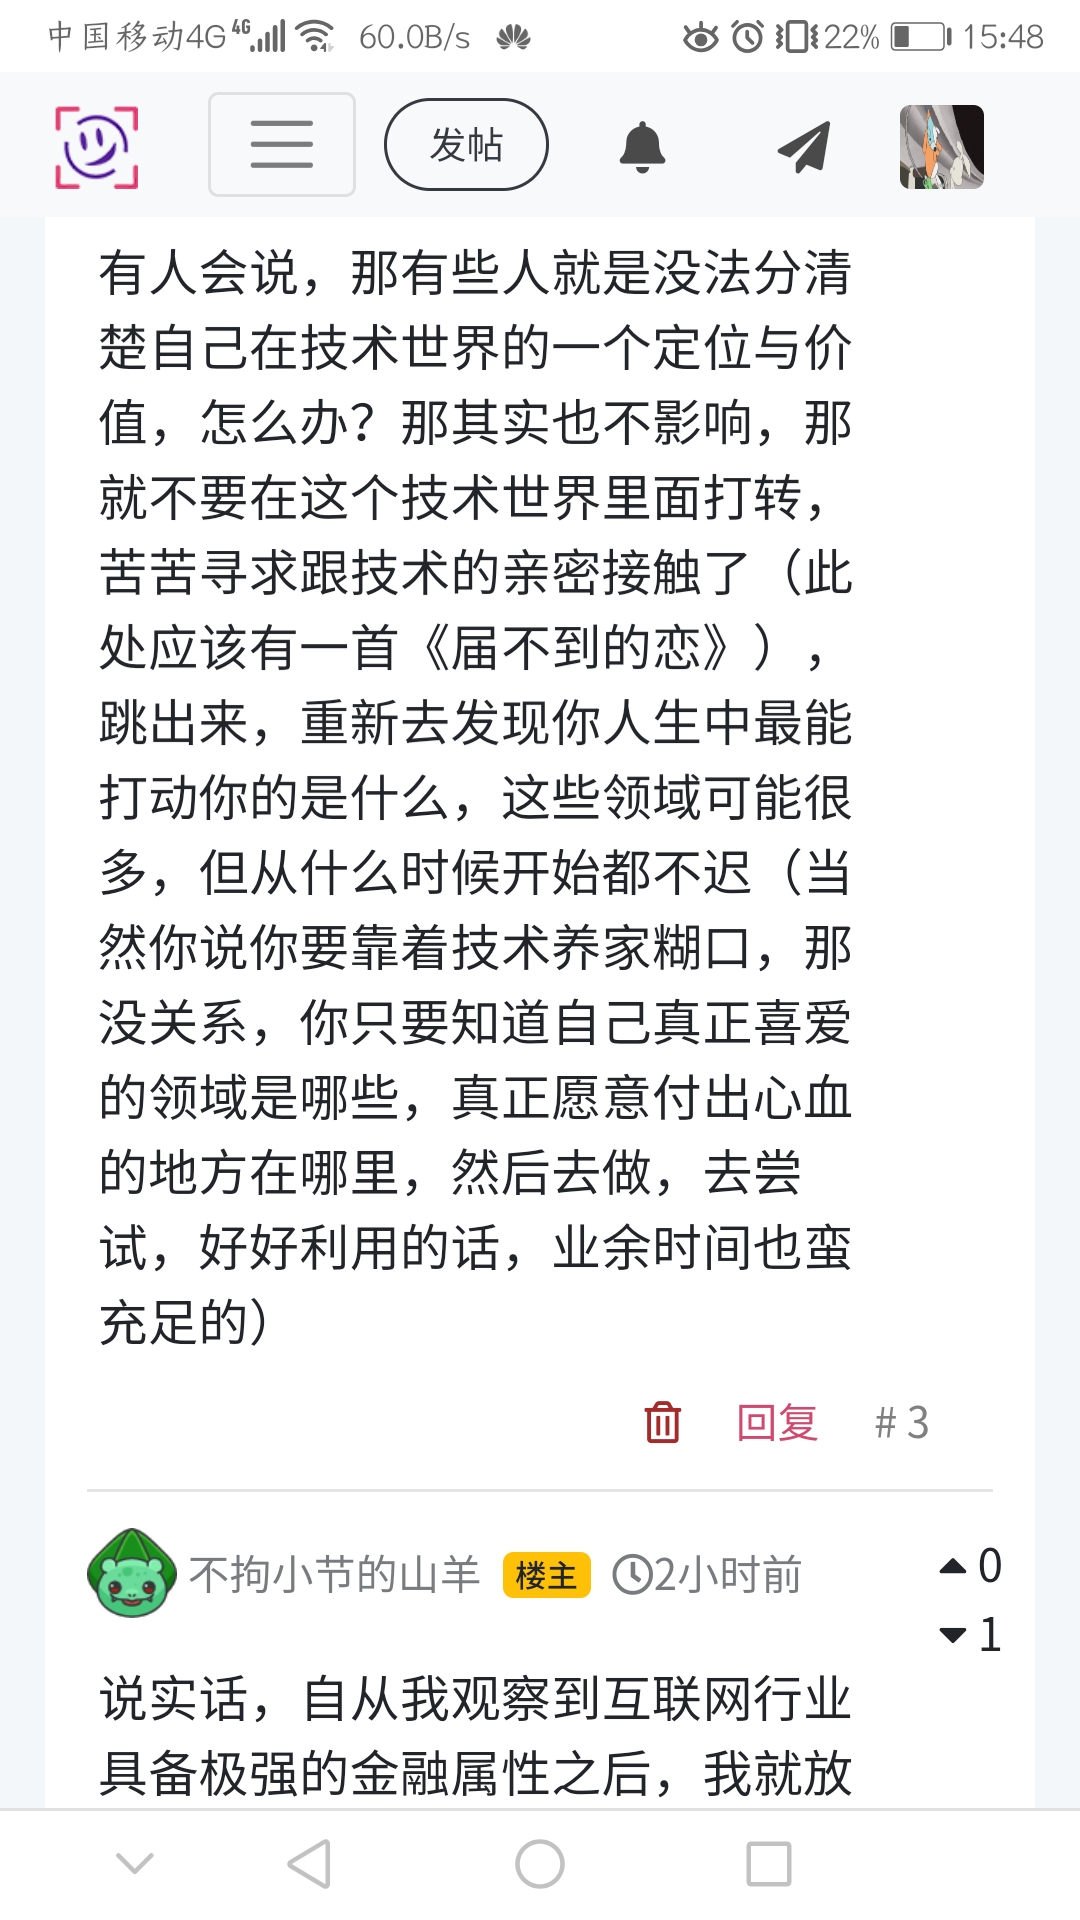 中国移动4G 4G 60.0B/s 22% 15:48
发帖
有人会说，那有些人就是没法分清
楚自己在技术世界的一个定位与价
值，怎么办？那其实也不影响，那
就不要在这个技术世界里面打转，
苦苦寻求跟技术的亲密接触了（此
处应该有一首《届不到的恋》），
跳出来，重新去发现你人生中最能
打动你的是什么，这些领域可能很
多，但从什么时候开始都不迟（当
然你说你要靠着技术养家糊口，那
没关系，你只要知道自己真正喜爱
的领域是哪些，真正愿意付出心血
的地方在哪里，然后去做，去尝
试，好好利用的话，业余时间也蛮
充足的）
回复 # 3
不拘小节的山羊 楼主 2小时前 0
1
说实话，自从我观察到互联网行业
具备极强的金融属性之后，我就放